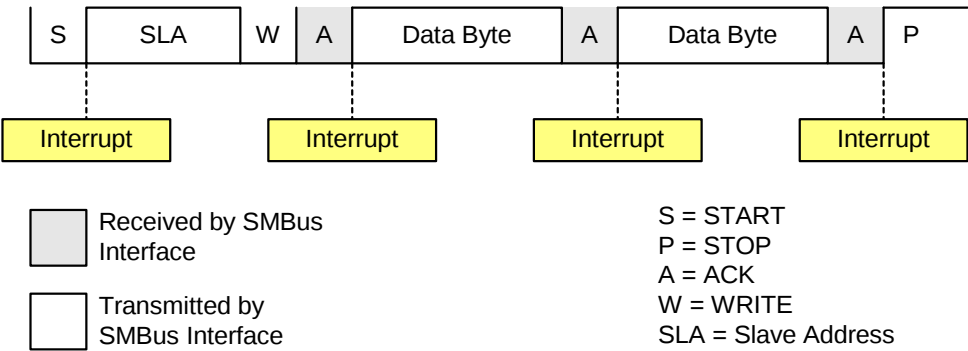 S SLA W A Data Byte A Data Byte A P
Interrupt Interrupt Interrupt Interrupt
Received by SMBus
Interface
Transmitted by
SMBus Interface
S = START
P = STOP
A = ACK
W = WRITE
SLA = Slave Address